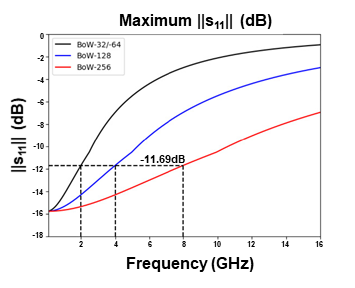 Maximum ||s11|| (dB)
BoW-32/-64
BoW-128
BoW-256
||s11|| (dB)
0
-2
-4
-6
-8
-10
-12
-14
-16
-18
-11.69dB
2
4
6
8
10
12
14
16
Frequency (GHz)